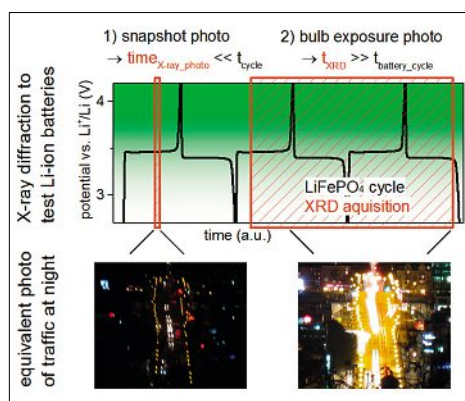 1) snapshot photo
→ timeX-ray_photo << tcycle
2) bulb exposure photo
→ tXRD >> tbattery_cycle
X-ray diffraction to
test Li-ion batteries
potential vs. Li⁺/Li (V)
4
3
LiFePO₄ cycle
XRD aquisition
time (a.u.)
equivalent photo
of traffic at night